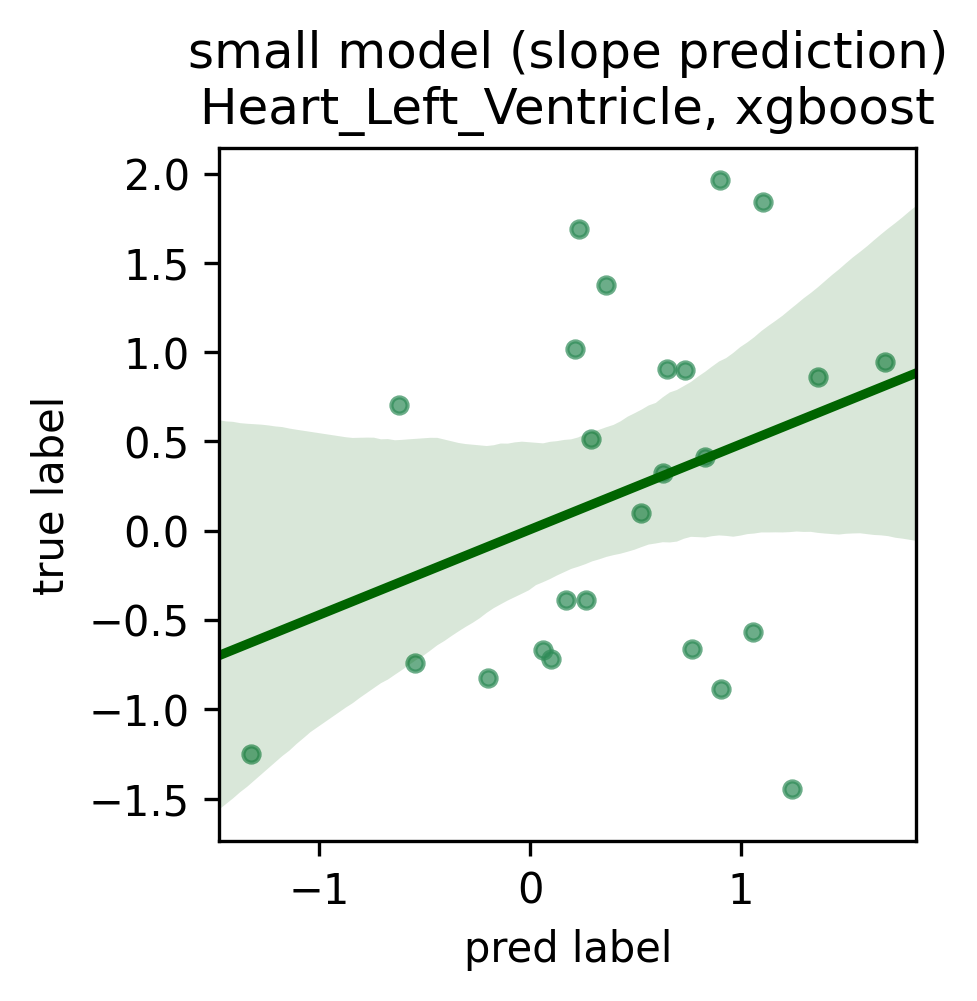 small model (slope prediction)
Heart_Left_Ventricle, xgboost
2.0
1.5
1.0
0.5
0.0
−0.5
−1.0
−1.5
true label
−1
0
1
pred label